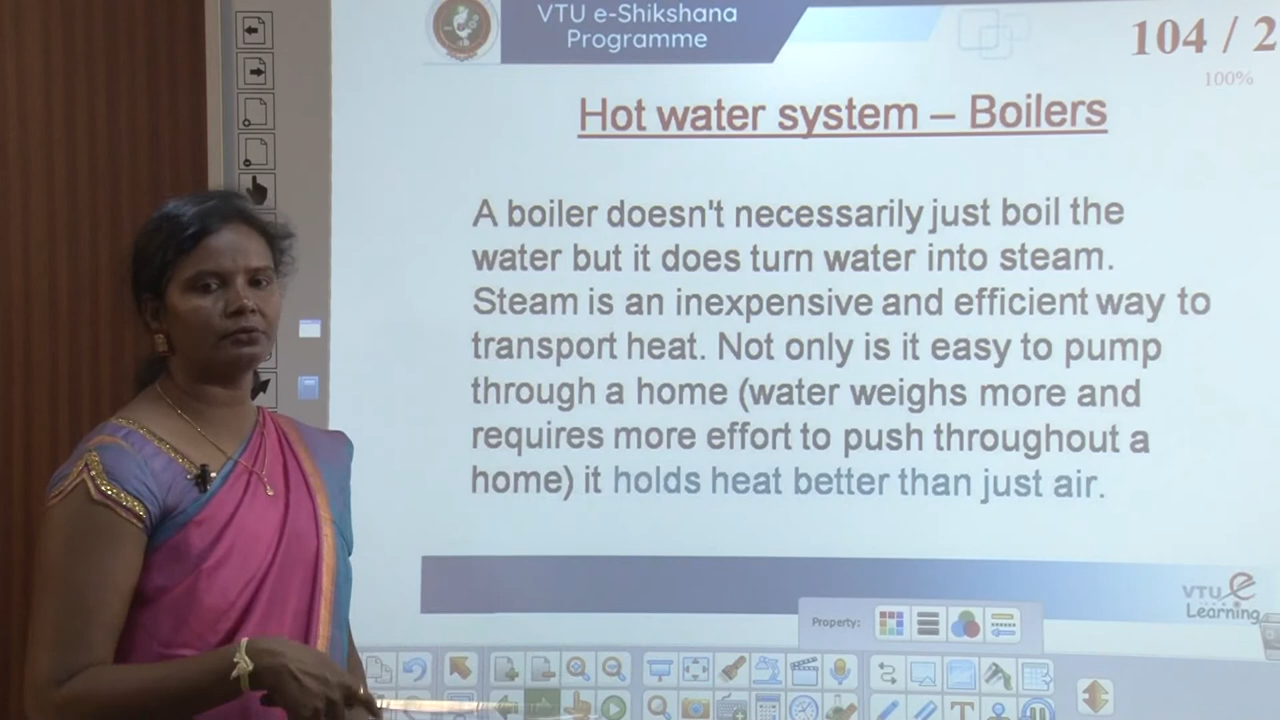 VTU e-Shikshana
Programme
104 / 2
100%
Hot water system – Boilers
A boiler doesn't necessarily just boil the
water but it does turn water into steam.
Steam is an inexpensive and efficient way to
transport heat. Not only is it easy to pump
through a home (water weighs more and
requires more effort to push throughout a
home) it holds heat better than just air.
VTU e
Learning
Property: